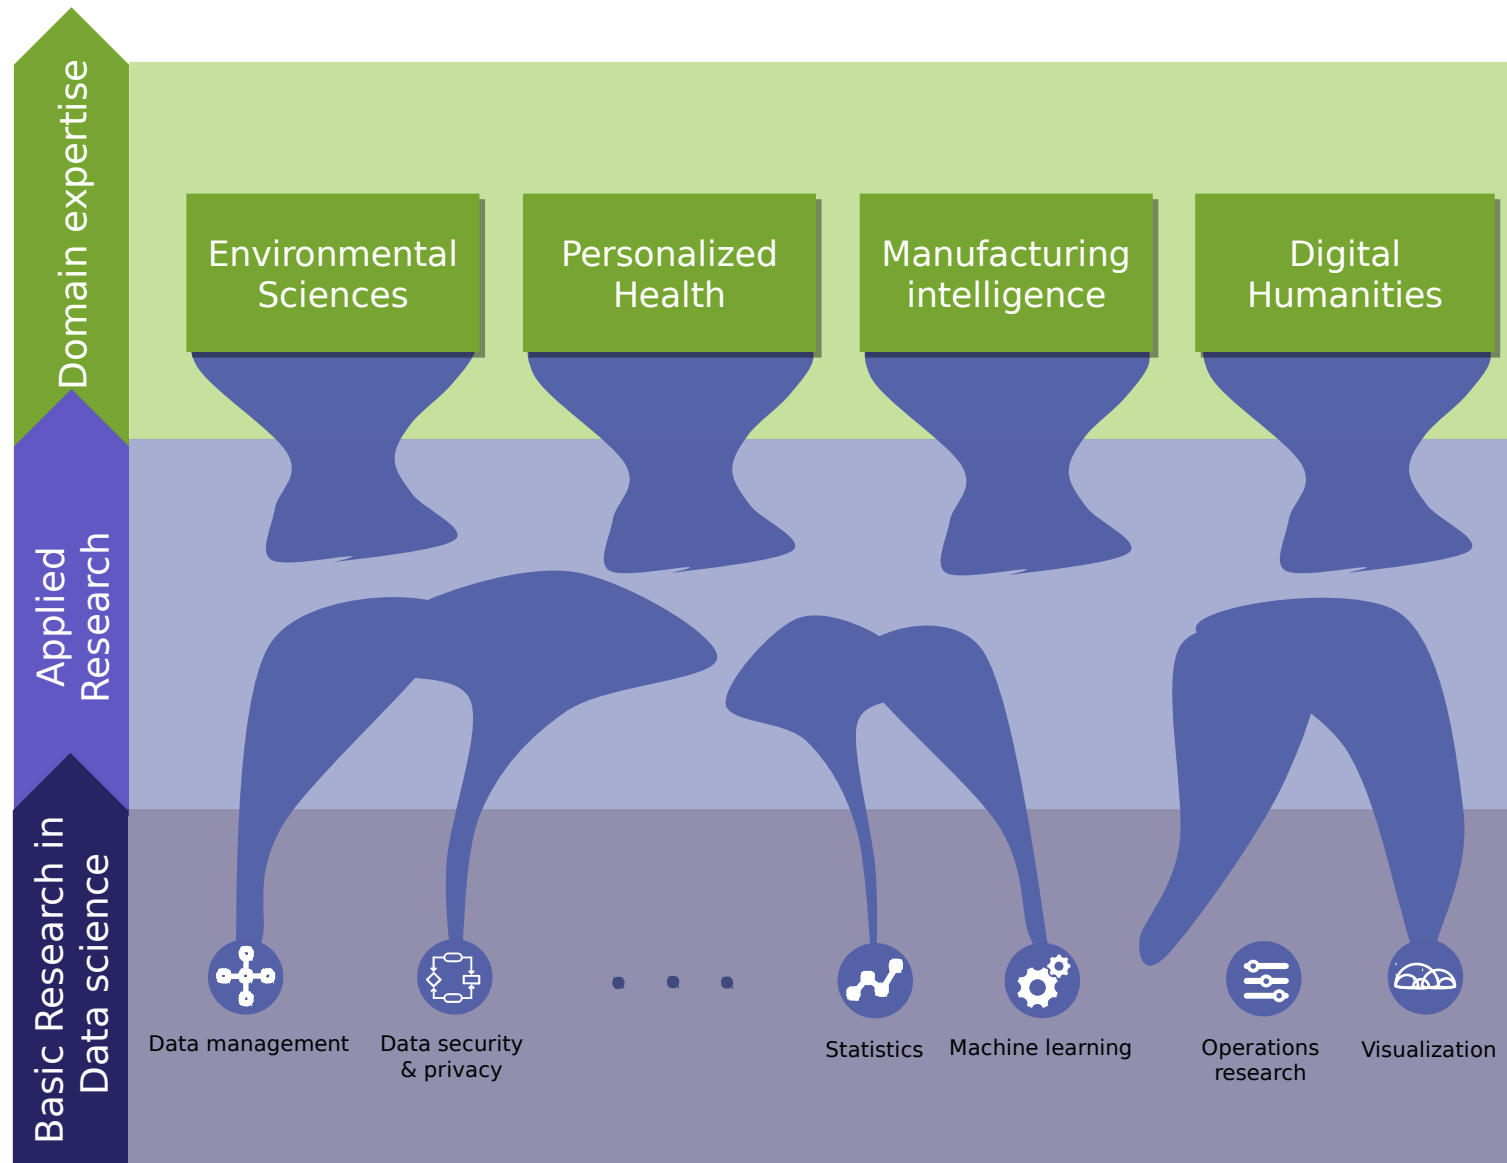 Domain expertise
Environmental
Sciences
Personalized
Health
Manufacturing
intelligence
Digital
Humanities
Applied
Research
Basic Research in
Data science
Data management
Data security
& privacy
Statistics
Machine learning
Operations
research
Visualization